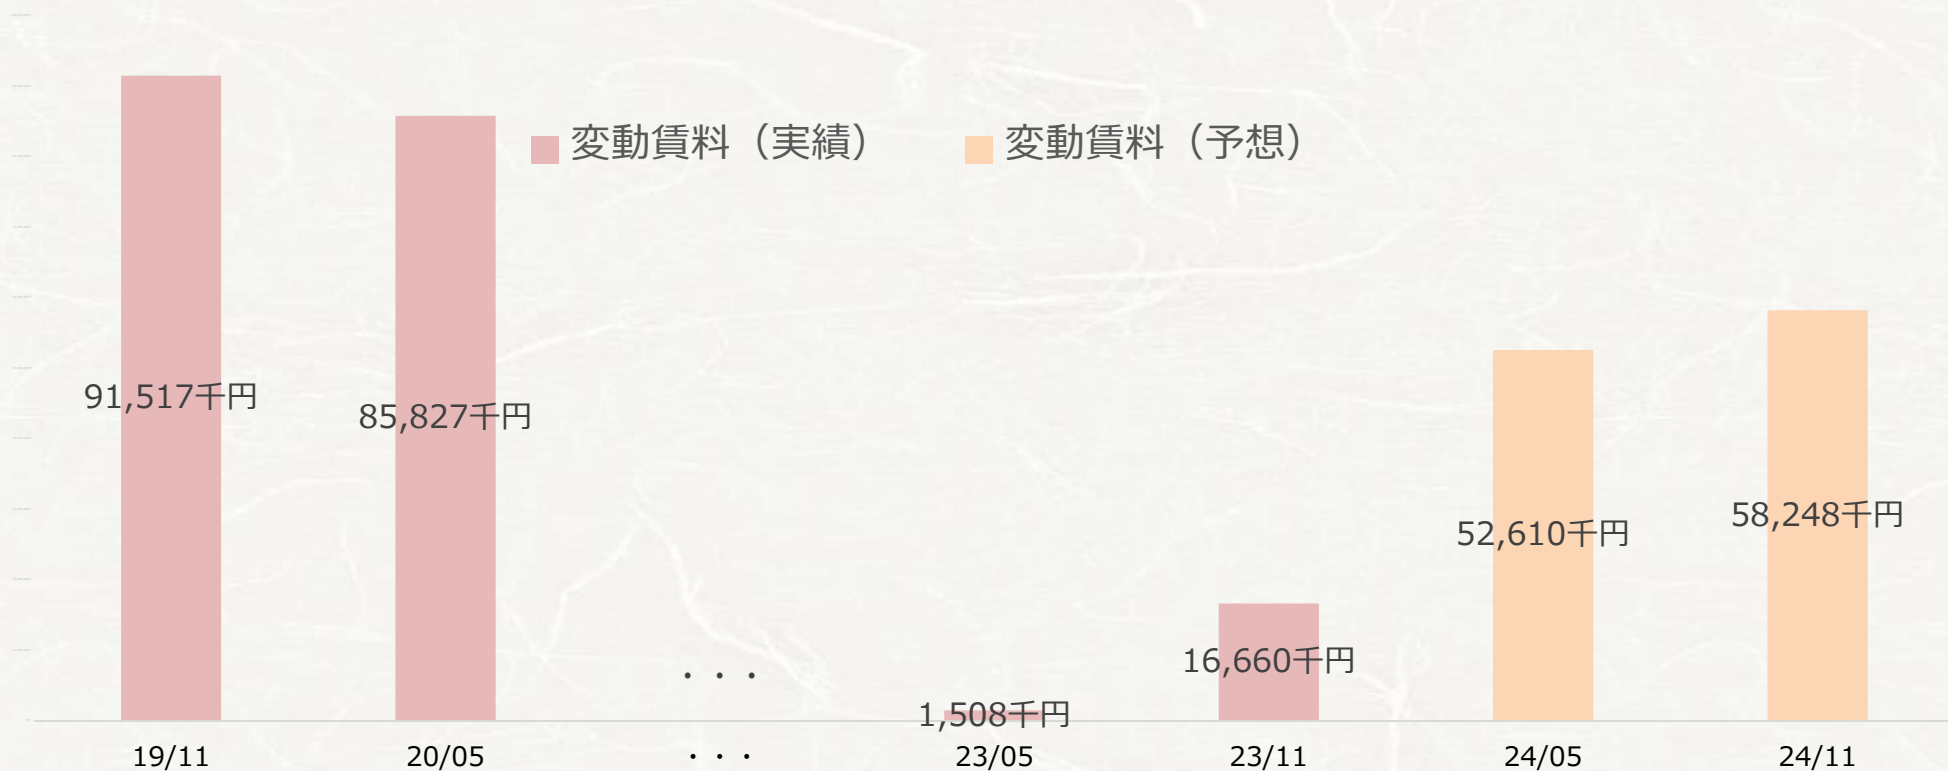 変動賃料（実績）
変動賃料（予想）
91,517千円
85,827千円
・・・
1,508千円
16,660千円
52,610千円
58,248千円
19/11
20/05
・・・
23/05
23/11
24/05
24/11